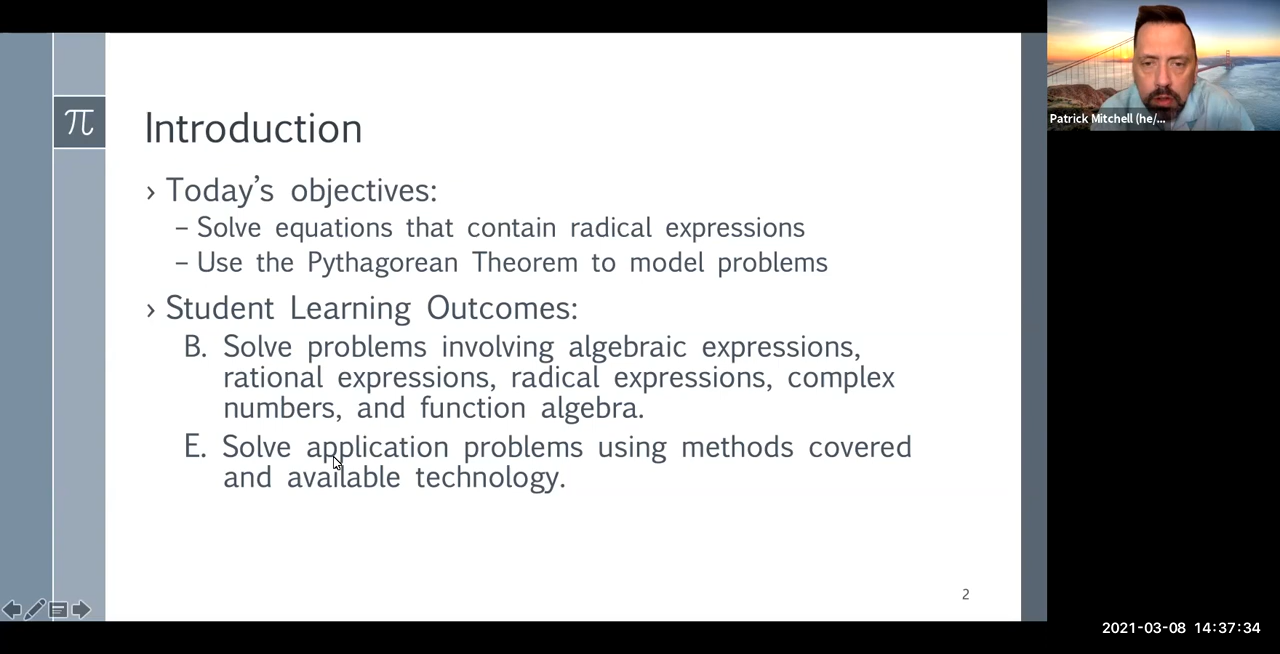 π
Introduction
› Today’s objectives:
– Solve equations that contain radical expressions
– Use the Pythagorean Theorem to model problems
› Student Learning Outcomes:
B. Solve problems involving algebraic expressions,
rational expressions, radical expressions, complex
numbers, and function algebra.
E. Solve application problems using methods covered
and available technology.
2
Patrick Mitchell (he/...
2021-03-08 14:37:34